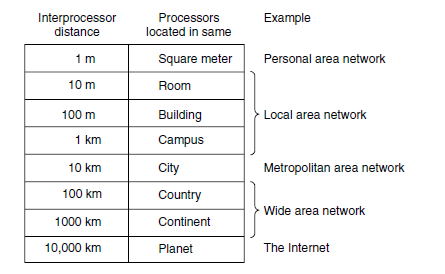 Interprocessor distance Processors located in same Example
1 m Square meter Personal area network
10 m Room
100 m Building Local area network
1 km Campus
10 km City Metropolitan area network
100 km Country
Wide area network
1000 km Continent
10,000 km Planet The Internet